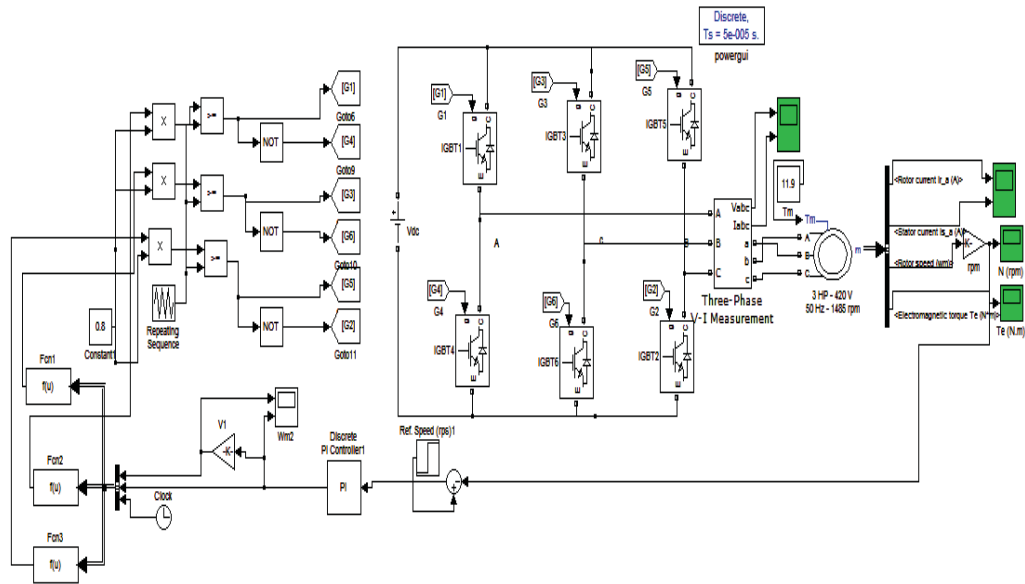 Discrete,
Ts = 5e-005 s.
powergui
X
>=
[G1]
Goto6
NOT
[G4]
Goto9
X
>=
[G3]
NOT
[G6]
Goto10
X
>=
[G5]
NOT
[G2]
Goto11
0.8
Constant1
Repeating
Sequence
Fcn1
f(u)
Fcn2
f(u)
Fcn3
f(u)
V1
-K-
Wm2
Clock
Discrete
PI Controller1
PI
Ref. Speed (rps)1
Vdc
[G1]
G1
g
C
E
IGBT1
[G3]
G3
g
C
E
IGBT3
[G5]
G5
g
C
E
IGBT5
[G4]
G4
g
C
E
IGBT4
[G6]
G6
g
C
E
IGBT6
[G2]
G2
g
C
E
IGBT2
A
C
B
Vabc
Iabc
A
a
B
b
C
c
Three-Phase
V-I Measurement
11.9
Tm
Tm
A
B
C
m
3 HP - 420 V
50 Hz - 1485 rpm
<Rotor current Ir_a (A)>
<Stator current Is_a (A)>
<Rotor speed (wm)>
-K-
rpm
N (rpm)
<Electromagnetic torque Te (N*m)>
Te (N.m)